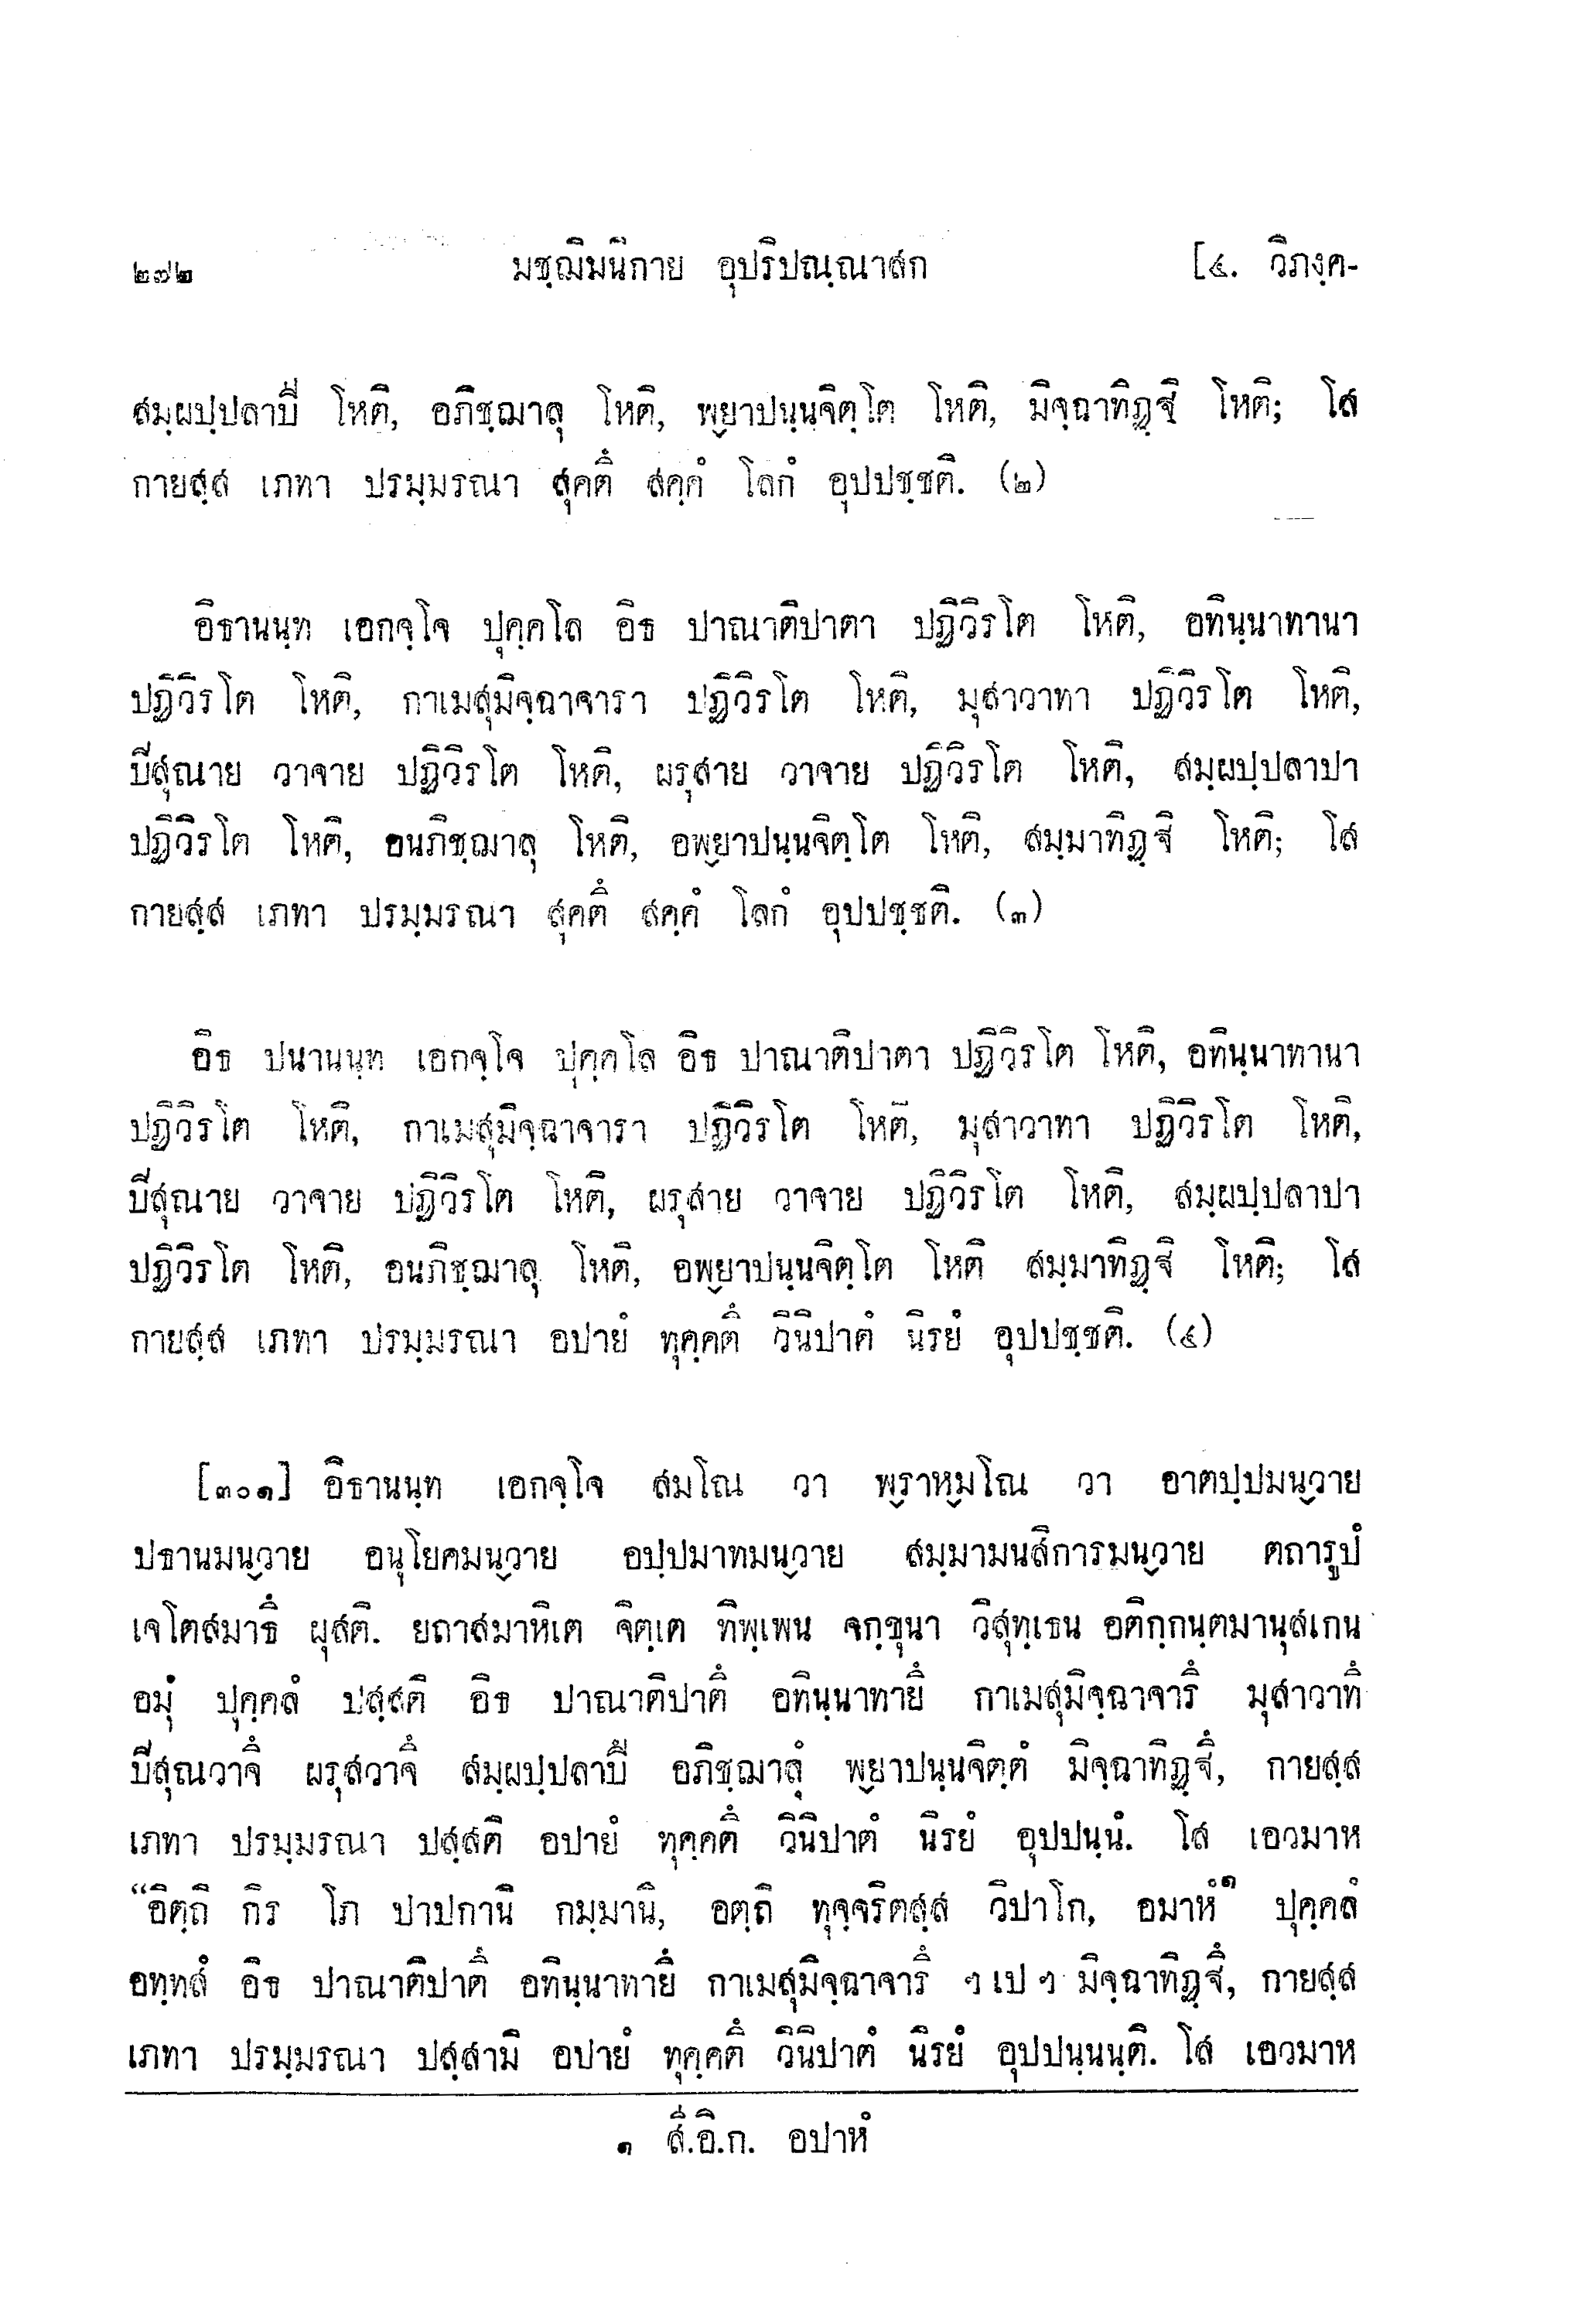 ๒๗๒ มชฺฌิมนิกาย อุปริปณฺณาสก [๔. วิภงฺค-
สมฺผปฺปลาปี โหติ, อภิชฺฌาลุ โหติ, พฺยาปนฺนจิตฺโต โหติ, มิจฺฉาทิฏฺฐิ โหติ; โส
กายสฺส เภทา ปรมฺมรณา สุคตึ สคฺคํ โลกํ อุปปชฺชติ. (๒)
อิธานนฺท เอกจฺโจ ปุคฺคโล อิธ ปาณาติปาตา ปฏิวิรโต โหติ, อทินฺนาทานา
ปฏิวิรโต โหติ, กาเมสุมิจฺฉาจารา ปฏิวิรโต โหติ, มุสาวาทา ปฏิวิรโต โหติ,
ปิสุณาย วาจาย ปฏิวิรโต โหติ, ผรุสาย วาจาย ปฏิวิรโต โหติ, สมฺผปฺปลาปา
ปฏิวิรโต โหติ, อนภิชฺฌาลุ โหติ, อพฺยาปนฺนจิตฺโต โหติ, สมฺมาทิฏฺฐิ โหติ; โส
กายสฺส เภทา ปรมฺมรณา สุคตึ สคฺคํ โลกํ อุปปชฺชติ. (๓)
อิธ ปนานนฺท เอกจฺโจ ปุคฺคโล อิธ ปาณาติปาตา ปฏิวิรโต โหติ, อทินฺนาทานา
ปฏิวิรโต โหติ, กาเมสุมิจฺฉาจารา ปฏิวิรโต โหติ, มุสาวาทา ปฏิวิรโต โหติ,
ปิสุณาย วาจาย ปฏิวิรโต โหติ, ผรุสาย วาจาย ปฏิวิรโต โหติ, สมฺผปฺปลาปา
ปฏิวิรโต โหติ, อนภิชฺฌาลุ โหติ, อพฺยาปนฺนจิตฺโต โหติ สมฺมาทิฏฺฐิ โหติ; โส
กายสฺส เภทา ปรมฺมรณา อปายํ ทุคฺคตึ วินิปาตํ นิรยํ อุปปชฺชติ. (๔)
[๓๐๑] อิธานนฺท เอกจฺโจ สมโณ วา พฺราหฺมโณ วา อาตปฺปมนฺวาย
ปธานมนฺวาย อนุโยคมนฺวาย อปฺปมาทมนฺวาย สมฺมามนสิการมนฺวาย ตถารูปํ
เจโตสมาธึ ผุสติ. ยถาสมาหิเต จิตฺเต ทิพฺเพน จกฺขุนา วิสุทฺเธน อติกฺกนฺตมานุสเกน
อมุํ ปุคฺคลํ ปสฺสติ อิธ ปาณาติปาตึ อทินฺนาทายึ กาเมสุมิจฺฉาจารึ มุสาวาทึ
ปิสุณวาจึ ผรุสวาจึ สมฺผปฺปลาปึ อภิชฺฌาลุํ พฺยาปนฺนจิตฺตํ มิจฺฉาทิฏฺฐึ, กายสฺส
เภทา ปรมฺมรณา ปสฺสติ อปายํ ทุคฺคตึ วินิปาตํ นิรยํ อุปปนฺนํ. โส เอวมาห
“อิตฺถิ กิร โภ ปาปกานิ กมฺมานิ, อตฺถิ ทุจฺจริตสฺส วิปาโก, อมาหํ๑ ปุคฺคลํ
อทฺทสํ อิธ ปาณาติปาตึ อทินฺนาทายึ กาเมสุมิจฺฉาจารึ ฯ เป ฯ มิจฺฉาทิฏฺฐึ, กายสฺส
เภทา ปรมฺมรณา ปสฺสามิ อปายํ ทุคฺคตึ วินิปาตํ นิรยํ อุปปนฺนนฺติ. โส เอวมาห
๑ สี.อิ.ก. อปาหํ